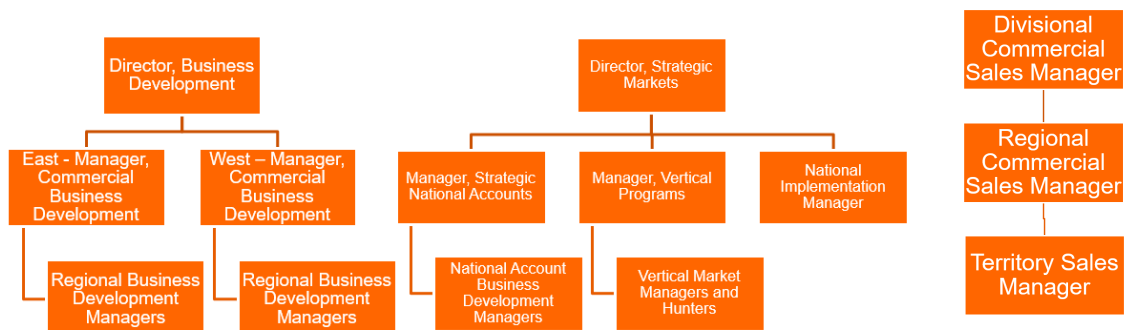 Director, Business
Development
East - Manager,
Commercial
Business
Development
West – Manager,
Commercial
Business
Development
Regional Business
Development
Managers
Regional Business
Development
Managers
Director, Strategic
Markets
Manager, Strategic
National Accounts
Manager, Vertical
Programs
National
Implementation
Manager
National Account
Business
Development
Managers
Vertical Market
Managers and
Hunters
Divisional
Commercial
Sales Manager
Regional
Commercial
Sales Manager
Territory Sales
Manager